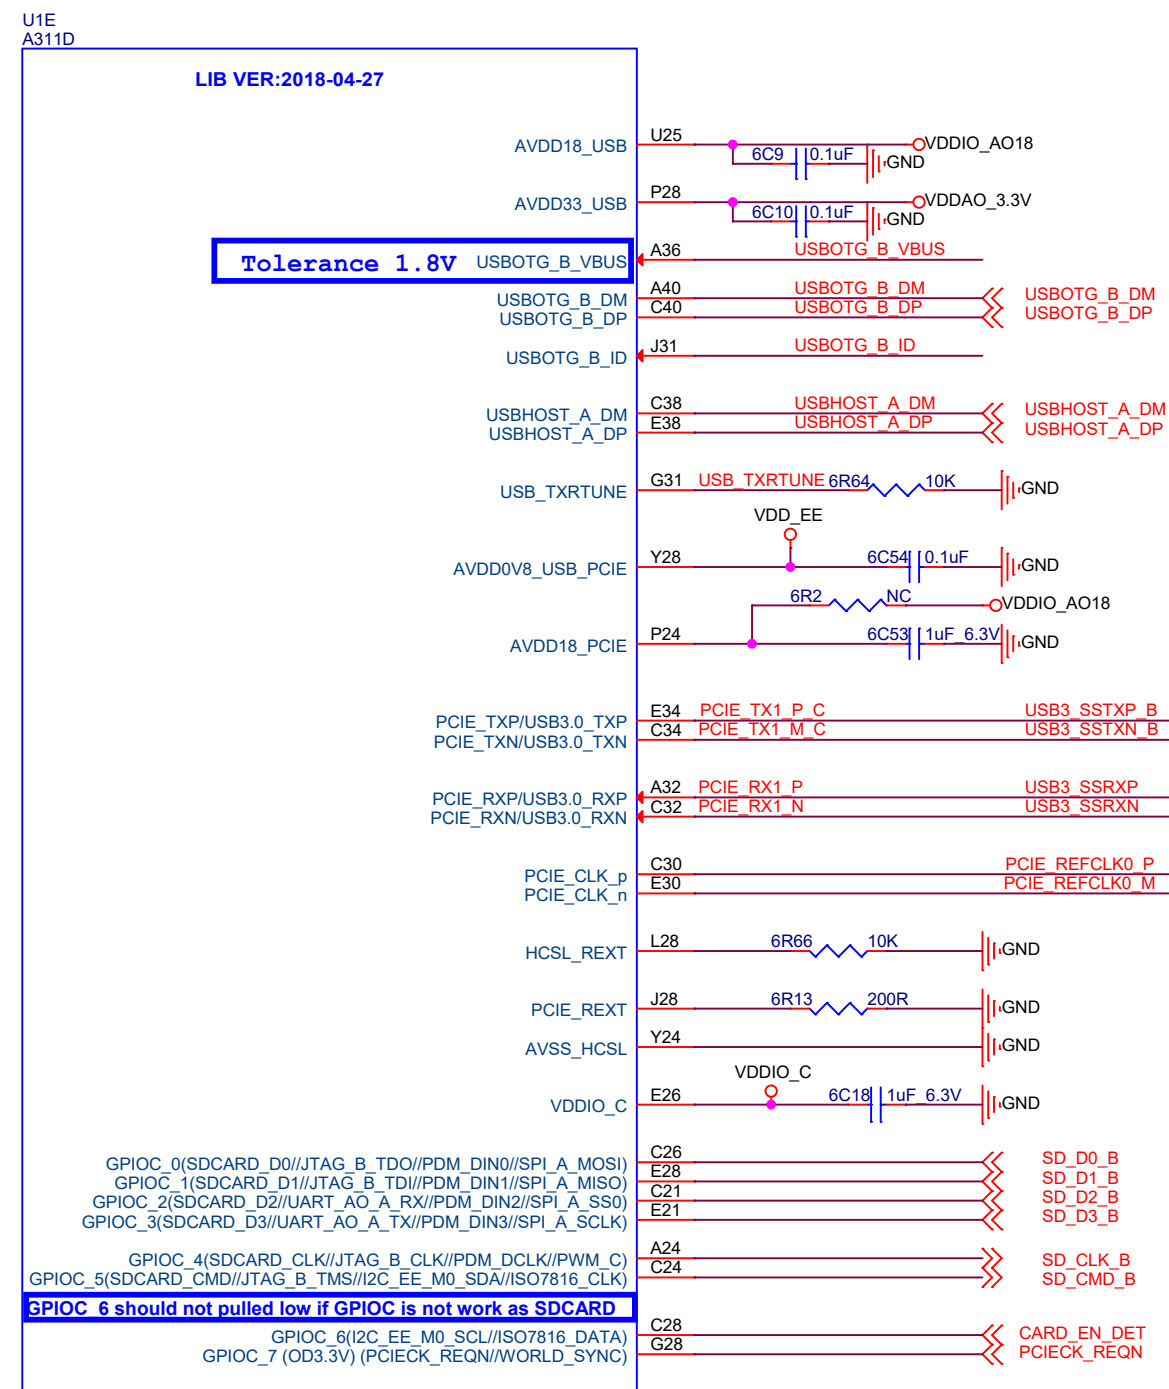 U1E
A311D
LIB VER:2018-04-27
AVDD18_USB U25 6C9 0.1uF GND VDDIO_AO18
AVDD33_USB P28 6C10 0.1uF GND VDDAO_3.3V
Tolerance 1.8V USBOTG_B_VBUS A36 USBOTG_B_VBUS
USBOTG_B_DM A40 USBOTG_B_DM USBOTG_B_DM
USBOTG_B_DP C40 USBOTG_B_DP USBOTG_B_DP
USBOTG_B_ID J31 USBOTG_B_ID
USBHOST_A_DM C38 USBHOST_A_DM USBHOST_A_DM
USBHOST_A_DP E38 USBHOST_A_DP USBHOST_A_DP
USB_TXRTUNE G31 USB_TXRTUNE 6R64 10K GND
VDD_EE
AVDD0V8_USB_PCIE Y28 6C54 0.1uF GND
6R2 NC VDDIO_AO18
AVDD18_PCIE P24 6C53 1uF_6.3V GND
PCIE_TXP/USB3.0_TXP E34 PCIE_TX1_P_C USB3_SSTXP_B
PCIE_TXN/USB3.0_TXN C34 PCIE_TX1_M_C USB3_SSTXN_B
PCIE_RXP/USB3.0_RXP A32 PCIE_RX1_P USB3_SSRXP
PCIE_RXN/USB3.0_RXN C32 PCIE_RX1_N USB3_SSRXN
PCIE_CLK_p C30 PCIE_REFCLK0_P
PCIE_CLK_n E30 PCIE_REFCLK0_M
HCSL_REXT L28 6R66 10K GND
PCIE_REXT J28 6R13 200R GND
AVSS_HCSL Y24 GND
VDDIO_C
VDDIO_C E26 6C18 1uF_6.3V GND
GPIOC_0(SDCARD_D0//JTAG_B_TDO//PDM_DIN0//SPI_A_MOSI) C26 SD_D0_B
GPIOC_1(SDCARD_D1//JTAG_B_TDI//PDM_DIN1//SPI_A_MISO) E28 SD_D1_B
GPIOC_2(SDCARD_D2//UART_AO_A_RX//PDM_DIN2//SPI_A_SS0) C21 SD_D2_B
GPIOC_3(SDCARD_D3//UART_AO_A_TX//PDM_DIN3//SPI_A_SCLK) E21 SD_D3_B
GPIOC_4(SDCARD_CLK//JTAG_B_CLK//PDM_DCLK//PWM_C) A24 SD_CLK_B
GPIOC_5(SDCARD_CMD//JTAG_B_TMS//I2C_EE_M0_SDA//ISO7816_CLK) C24 SD_CMD_B
GPIOC_6 should not pulled low if GPIOC is not work as SDCARD
GPIOC_6(I2C_EE_M0_SCL//ISO7816_DATA) C28 CARD_EN_DET
GPIOC_7 (OD3.3V) (PCIECK_REQN//WORLD_SYNC) G28 PCIECK_REQN